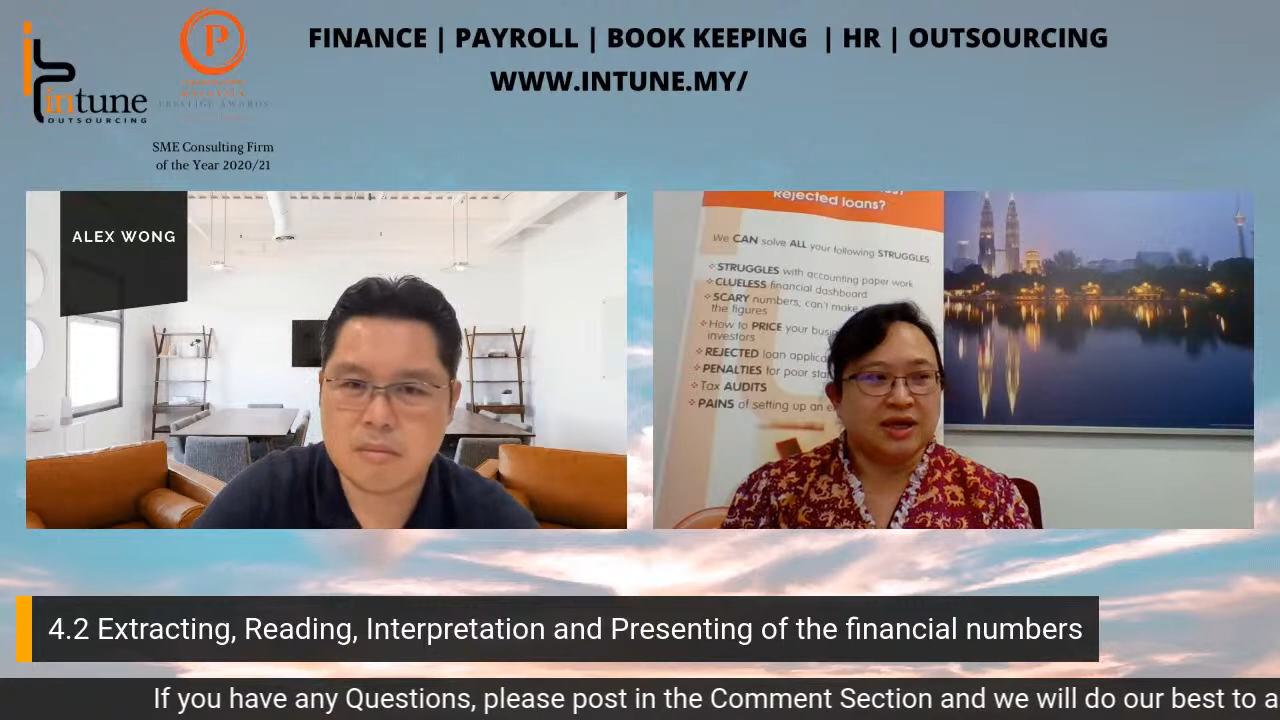 FINANCE | PAYROLL | BOOK KEEPING | HR | OUTSOURCING
WWW.INTUNE.MY/
intune
OUTSOURCING
P
PRESTIGE AWARDS
SME Consulting Firm
of the Year 2020/21
ALEX WONG
Rejected loans?
We CAN solve ALL your following STRUGGLES
STRUGGLES with accounting paper work
CLUELESS financial dashboard
SCARY numbers, can't make
the figures
How to PRICE your
investors
REJECTED loan
PENALTIES for poor
Tax AUDITS
PAINS of setting up an
4.2 Extracting, Reading, Interpretation and Presenting of the financial numbers
If you have any Questions, please post in the Comment Section and we will do our best to a